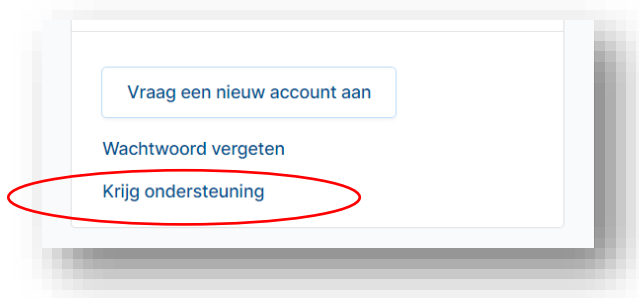 Vraag een nieuw account aan
Wachtwoord vergeten
Krijg ondersteuning